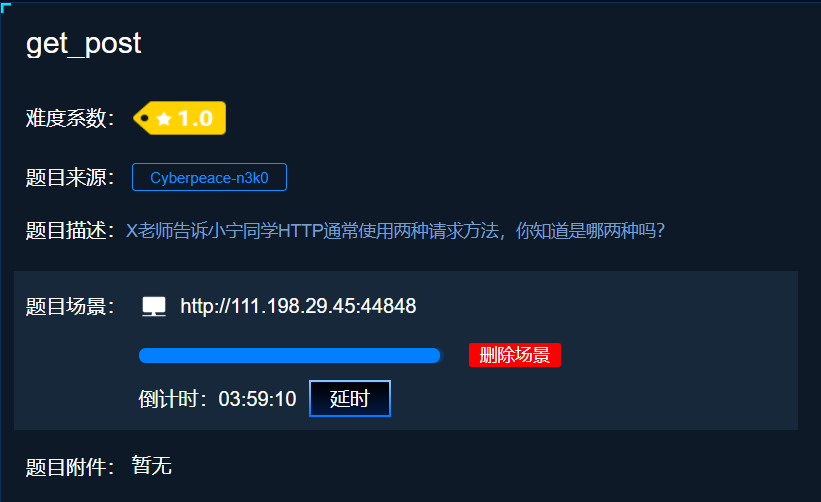 get_post
难度系数： 1.0
题目来源： Cyberpeace-n3k0
题目描述：X老师告诉小宁同学HTTP通常使用两种请求方法，你知道是哪两种吗?
题目场景： http://111.198.29.45:44848
删除场景
倒计时：03:59:10 延时
题目附件： 暂无